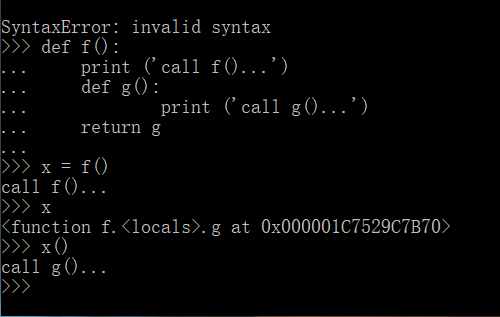 SyntaxError: invalid syntax
>>> def f():
...     print ('call f()...')
...     def g():
...             print ('call g()...')
...     return g
...
>>> x = f()
call f()...
>>> x
<function f.<locals>.g at 0x000001C7529C7B70>
>>> x()
call g()...
>>>